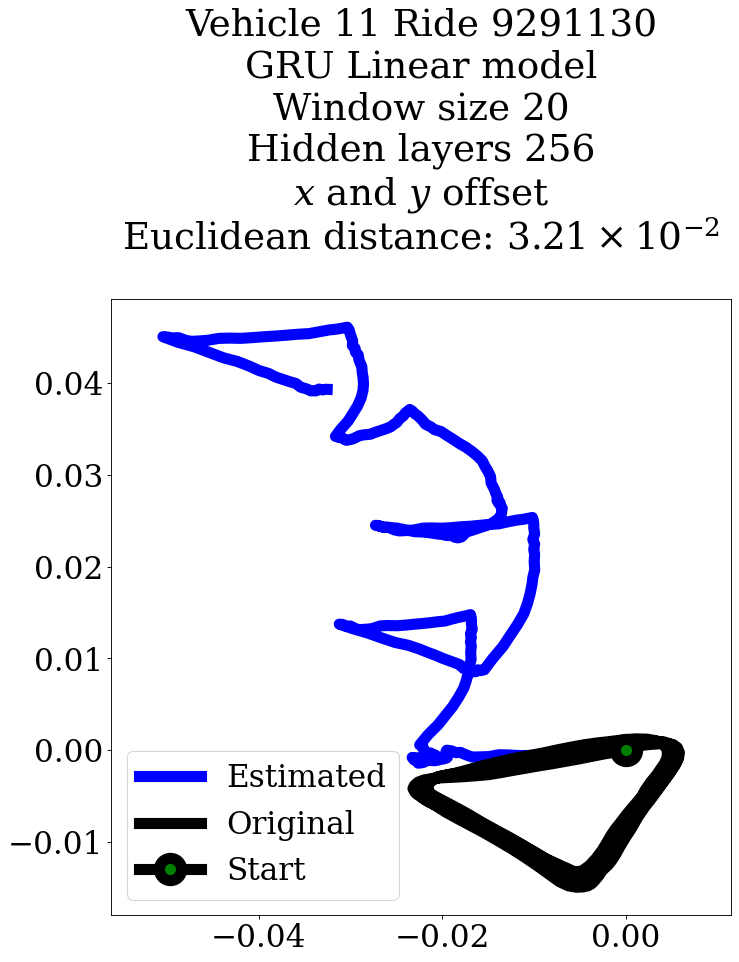 Vehicle 11 Ride 9291130
GRU Linear model
Window size 20
Hidden layers 256
x and y offset
Euclidean distance: 3.21 × 10⁻²
0.04
0.03
0.02
0.01
0.00
−0.01
Estimated
Original
Start
−0.04
−0.02
0.00